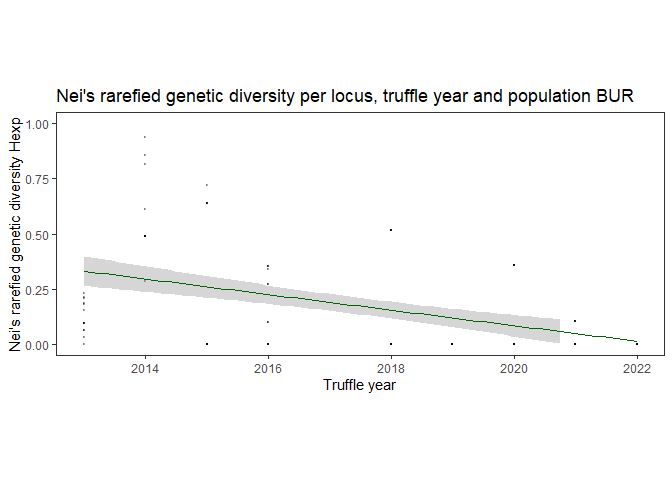 Nei's rarefied genetic diversity per locus, truffle year and population BUR
Nei's rarefied genetic diversity Hexp
1.00
0.75
0.50
0.25
0.00
2014 2016 2018 2020 2022
Truffle year